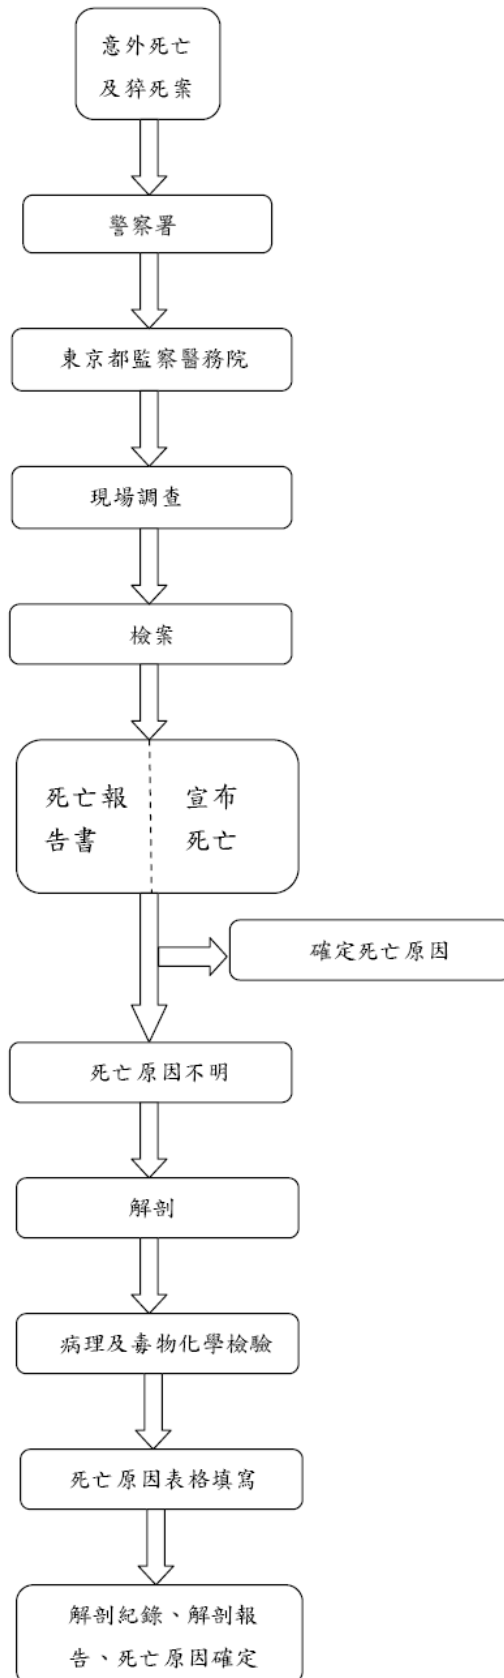 意外死亡
及猝死案
警察署
東京都監察醫務院
現場調查
檢案
死亡報
告書
宣布
死亡
確定死亡原因
死亡原因不明
解剖
病理及毒物化學檢驗
死亡原因表格填寫
解剖紀錄、解剖報
告、死亡原因確定